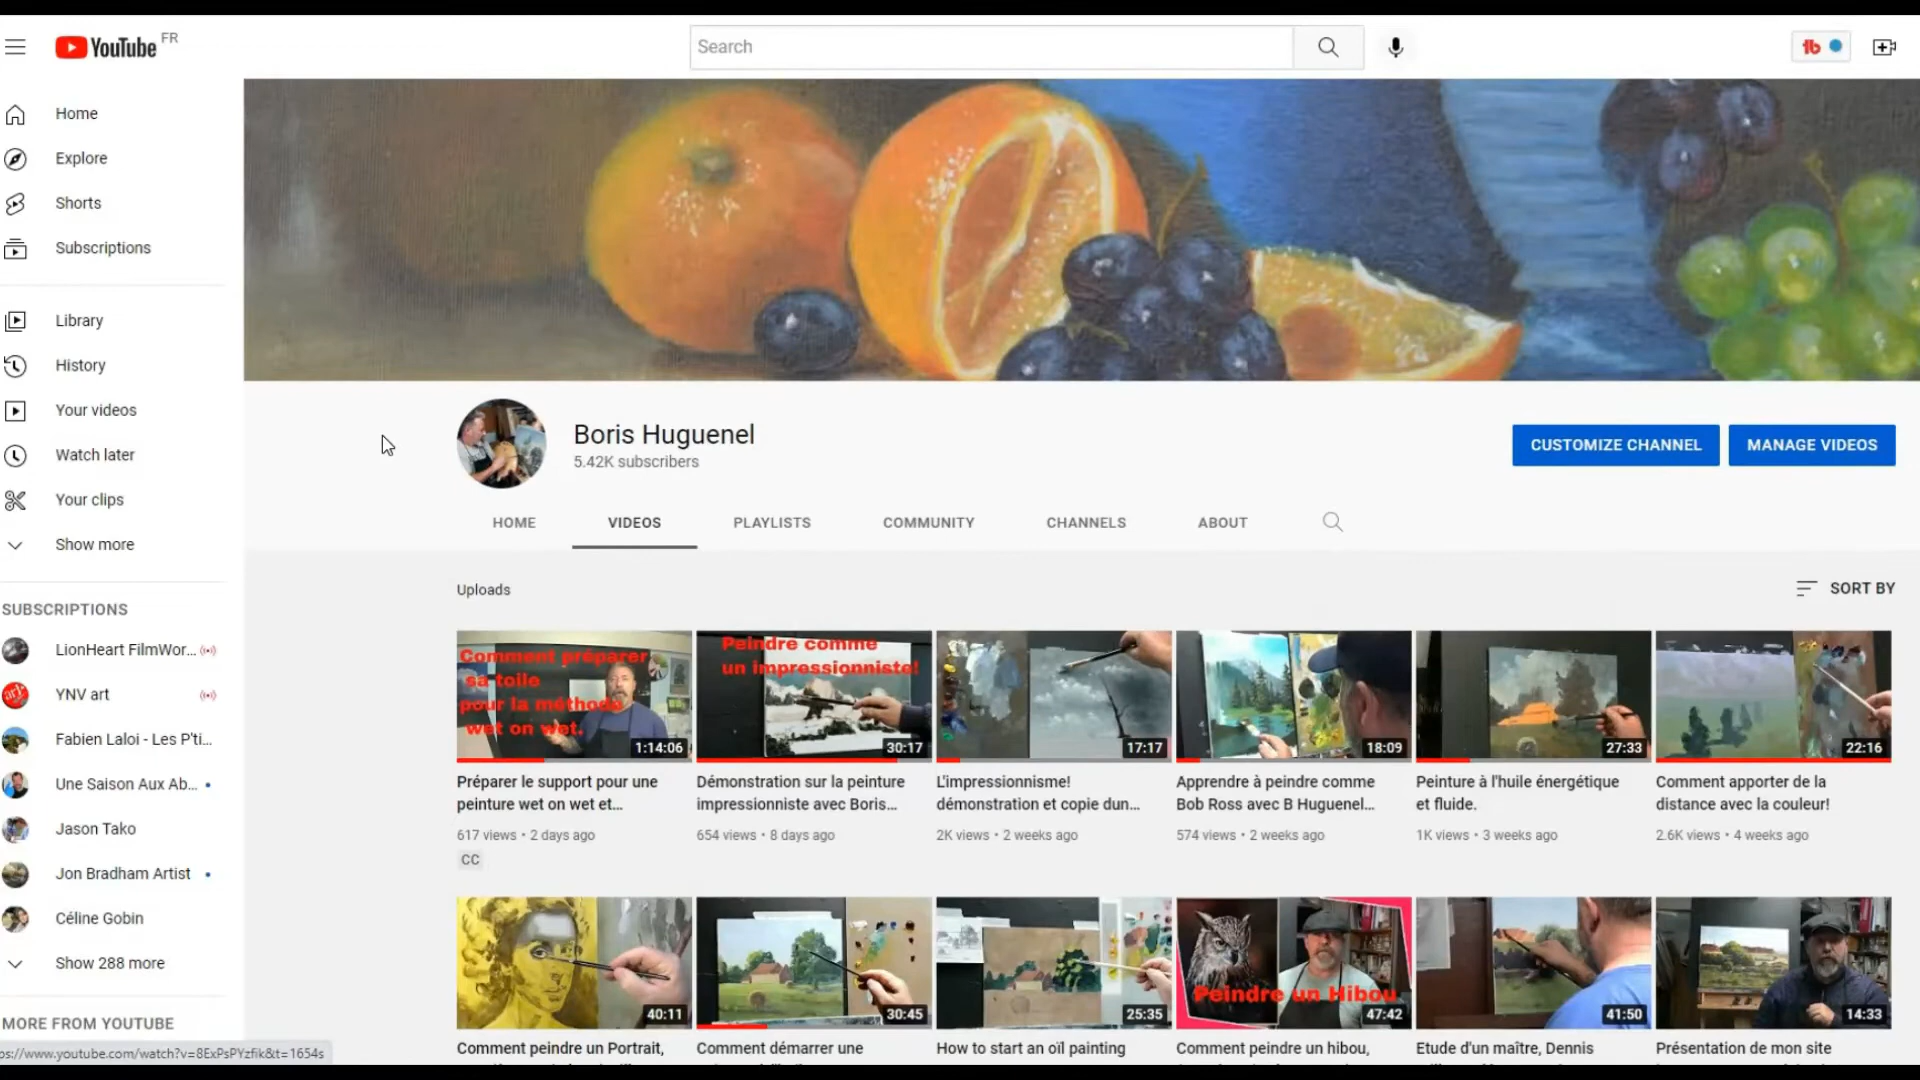 YouTube FR
Search
Home
Explore
Shorts
Subscriptions
Library
History
Your videos
Watch later
Your clips
Show more
SUBSCRIPTIONS
LionHeart FilmWor...
YNV art
Fabien Laloi - Les P'ti...
Une Saison Aux Ab...
Jason Tako
Jon Bradham Artist
Céline Gobin
Show 288 more
MORE FROM YOUTUBE
ps://www.youtube.com/watch?v=8ExPsPYzfik&t=1654s
Boris Huguenel
5.42K subscribers
CUSTOMIZE CHANNEL
MANAGE VIDEOS
HOME
VIDEOS
PLAYLISTS
COMMUNITY
CHANNELS
ABOUT
Uploads
SORT BY
Comment préparer
sa toile
pour la méthode
wet on wet.
1:14:06
Préparer le support pour une
peinture wet on wet et...
617 views • 2 days ago
CC
Peindre comme
un impressionniste!
30:17
Démonstration sur la peinture
impressionniste avec Boris...
654 views • 8 days ago
17:17
L'impressionnisme!
démonstration et copie dun...
2K views • 2 weeks ago
18:09
Apprendre à peindre comme
Bob Ross avec B Huguenel...
574 views • 2 weeks ago
27:33
Peinture à l'huile énergétique
et fluide.
1K views • 3 weeks ago
22:16
Comment apporter de la
distance avec la couleur!
2.6K views • 4 weeks ago
40:11
Comment peindre un Portrait,
30:45
Comment démarrer une
25:35
How to start an oïl painting
Peindre un Hibou
47:42
Comment peindre un hibou,
41:50
Etude d'un maître, Dennis
14:33
Présentation de mon site